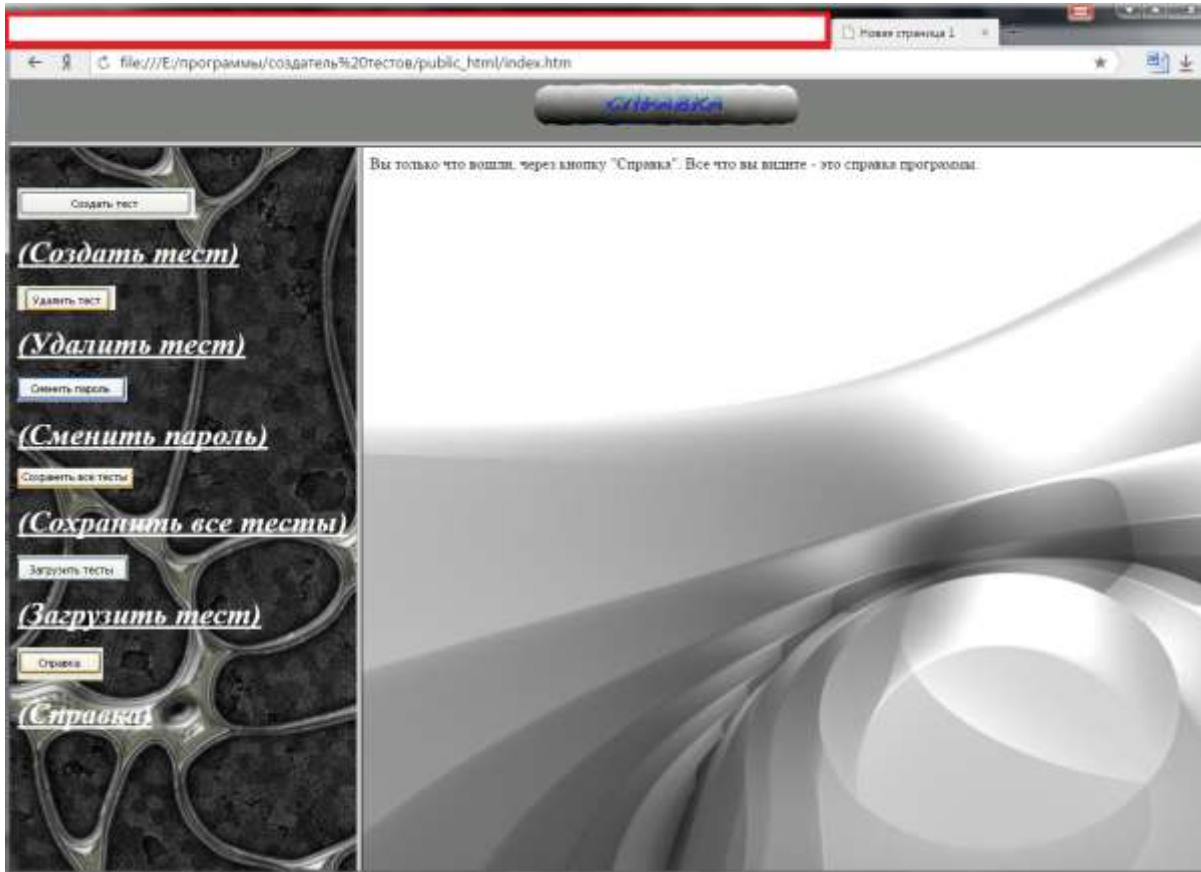 Новая страница 1
file:///E:/программы/создатель%20тестов/public_html/index.htm
Вы только что вошли, через кнопку "Справка". Все что вы видите - это справка программы.
Создать тест
(Создать тест)
Удалить тест
(Удалить тест)
Сменить пароль
(Сменить пароль)
Сохранить все тесты
(Сохранить все тесты)
Загрузить тесты
(Загрузить тест)
Справка
(Справка)